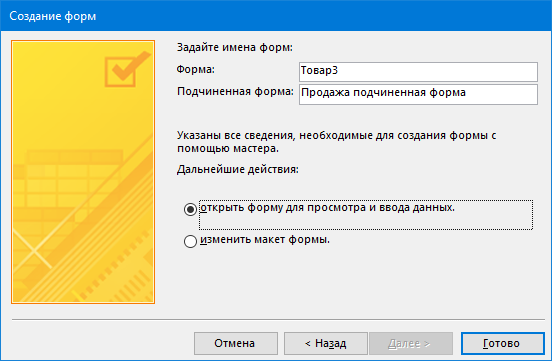 Создание форм
Задайте имена форм:
Форма: Товар3
Подчиненная форма: Продажа подчиненная форма
Указаны все сведения, необходимые для создания формы с
помощью мастера.
Дальнейшие действия:
открыть форму для просмотра и ввода данных.
изменить макет формы.
Отмена < Назад Далее > Готово